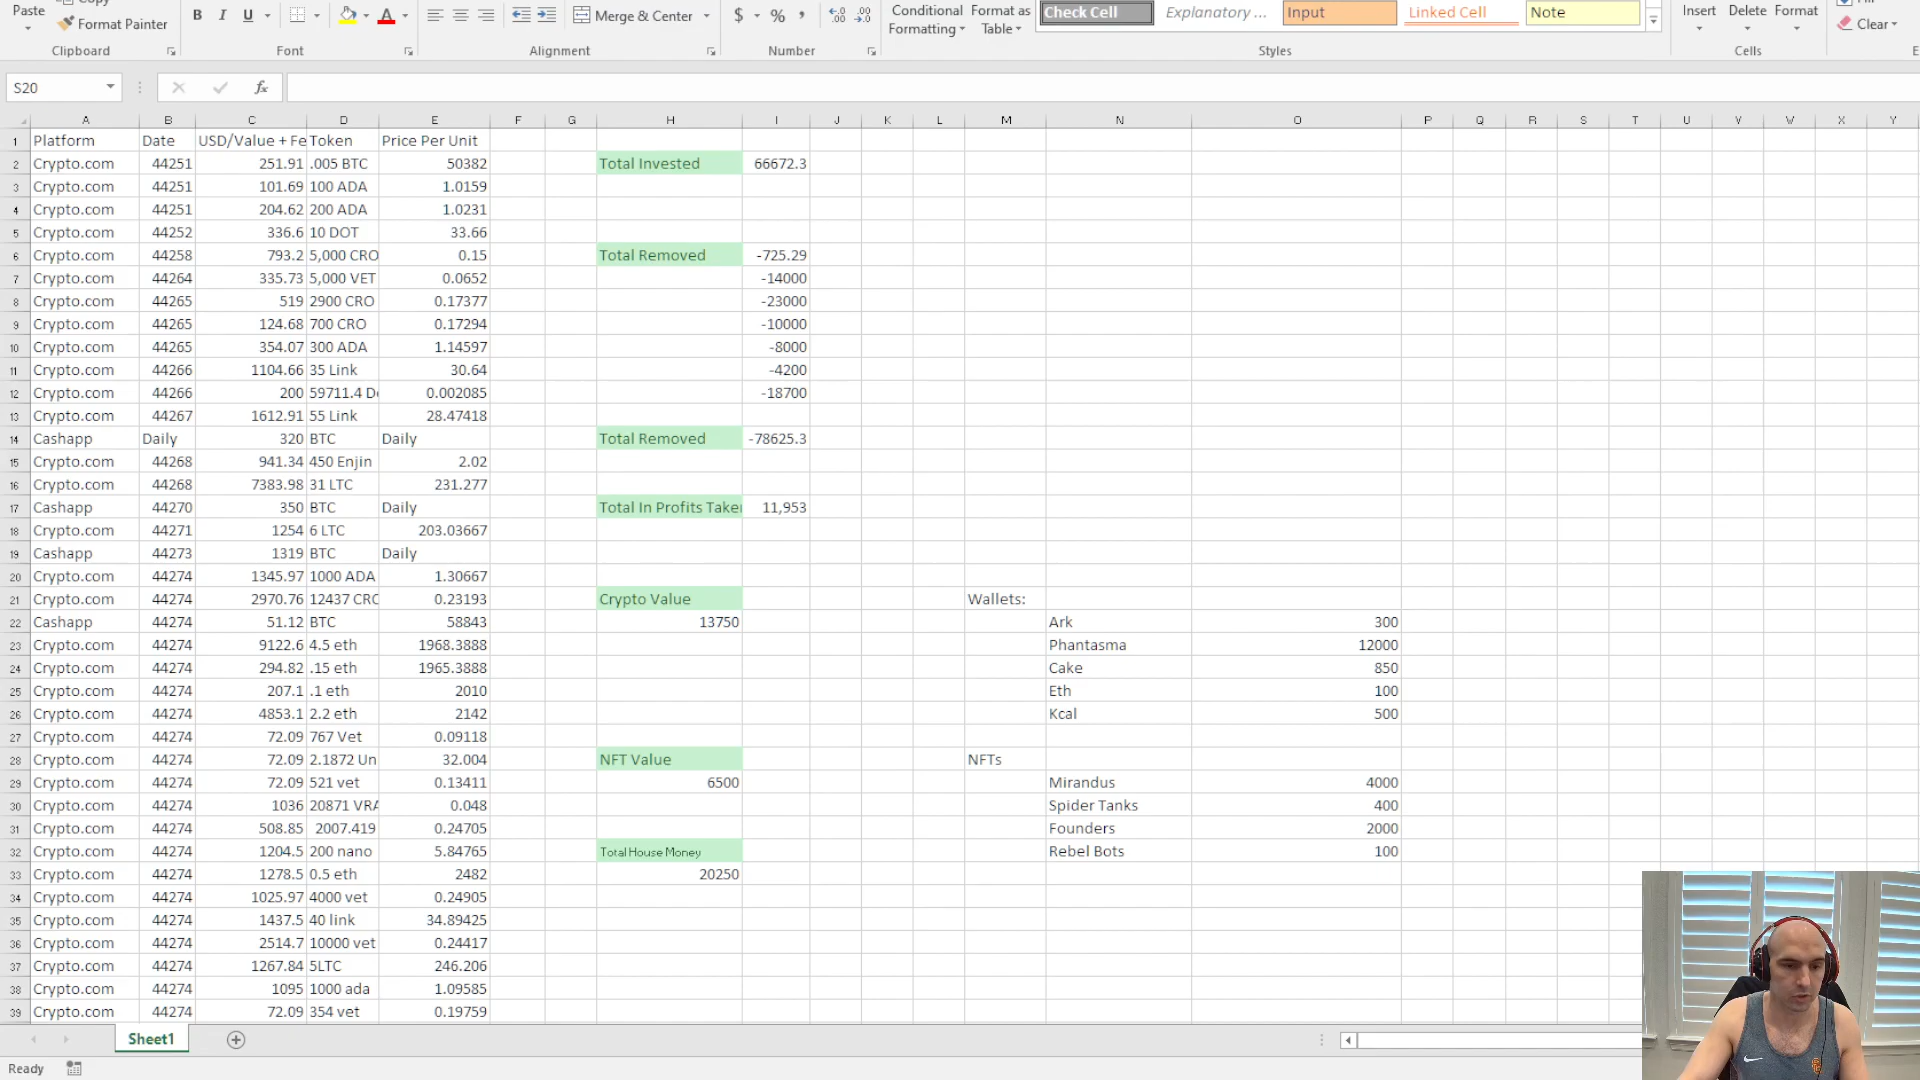 Paste
Copy
Format Painter
B I U
Merge & Center
$ % ,
Conditional Formatting
Format as Table
Check Cell
Explanatory ...
Input
Linked Cell
Note
Insert Delete Format
Clear
Clipboard Font Alignment Number Styles Cells
S20 fx
A B C D E F G H I J K L M N O P Q R S T U V W X Y
1 Platform Date USD/Value + Fe Token Price Per Unit
2 Crypto.com 44251 251.91 .005 BTC 50382 Total Invested 66672.3
3 Crypto.com 44251 101.69 100 ADA 1.0159
4 Crypto.com 44251 204.62 200 ADA 1.0231
5 Crypto.com 44252 336.6 10 DOT 33.66
6 Crypto.com 44258 793.2 5,000 CRO 0.15 Total Removed -725.29
7 Crypto.com 44264 335.73 5,000 VET 0.0652 -14000
8 Crypto.com 44265 519 2900 CRO 0.17377 -23000
9 Crypto.com 44265 124.68 700 CRO 0.17294 -10000
10 Crypto.com 44265 354.07 300 ADA 1.14597 -8000
11 Crypto.com 44266 1104.66 35 Link 30.64 -4200
12 Crypto.com 44266 200 59711.4 D 0.002085 -18700
13 Crypto.com 44267 1612.91 55 Link 28.47418
14 Cashapp Daily 320 BTC Daily Total Removed -78625.3
15 Crypto.com 44268 941.34 450 Enjin 2.02
16 Crypto.com 44268 7383.98 31 LTC 231.277
17 Cashapp 44270 350 BTC Daily Total In Profits Taken 11,953
18 Crypto.com 44271 1254 6 LTC 203.03667
19 Cashapp 44273 1319 BTC Daily
20 Crypto.com 44274 1345.97 1000 ADA 1.30667
21 Crypto.com 44274 2970.76 12437 CRO 0.23193 Crypto Value Wallets:
22 Cashapp 44274 51.12 BTC 58843 13750 Ark 300
23 Crypto.com 44274 9122.6 4.5 eth 1968.3888 Phantasma 12000
24 Crypto.com 44274 294.82 .15 eth 1965.3888 Cake 850
25 Crypto.com 44274 207.1 .1 eth 2010 Eth 100
26 Crypto.com 44274 4853.1 2.2 eth 2142 Kcal 500
27 Crypto.com 44274 72.09 767 Vet 0.09118
28 Crypto.com 44274 72.09 2.1872 Un 32.004 NFT Value NFTs
29 Crypto.com 44274 72.09 521 vet 0.13411 6500 Mirandus 4000
30 Crypto.com 44274 1036 20871 VRA 0.048 Spider Tanks 400
31 Crypto.com 44274 508.85 2007.419 0.24705 Founders 2000
32 Crypto.com 44274 1204.5 200 nano 5.84765 Total House Money Rebel Bots 100
33 Crypto.com 44274 1278.5 0.5 eth 2482 20250
34 Crypto.com 44274 1025.97 4000 vet 0.24905
35 Crypto.com 44274 1437.5 40 link 34.89425
36 Crypto.com 44274 2514.7 10000 vet 0.24417
37 Crypto.com 44274 1267.84 5LTC 246.206
38 Crypto.com 44274 1095 1000 ada 1.09585
39 Crypto.com 44274 72.09 354 vet 0.19759
Sheet1
Ready